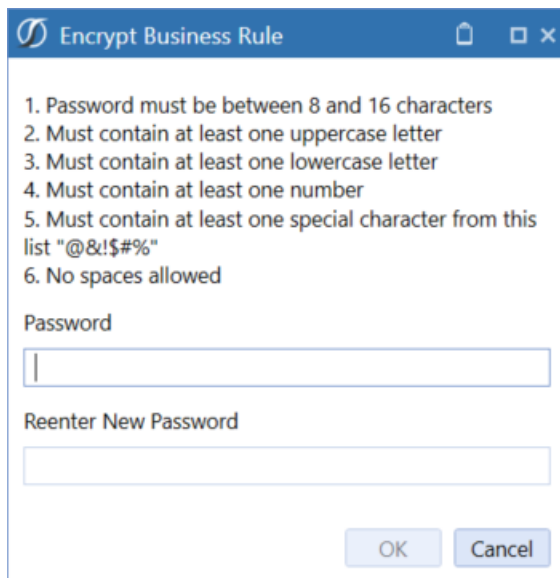 Encrypt Business Rule
1. Password must be between 8 and 16 characters
2. Must contain at least one uppercase letter
3. Must contain at least one lowercase letter
4. Must contain at least one number
5. Must contain at least one special character from this
list "@&!$#%"
6. No spaces allowed
Password
Reenter New Password
OK
Cancel